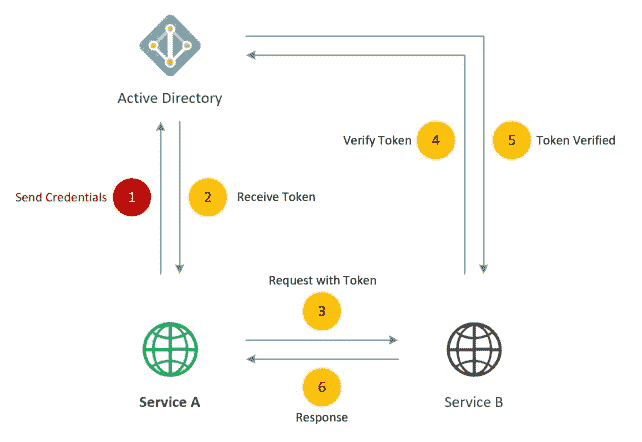 Active Directory
Send Credentials
1
2
Receive Token
Verify Token
4
5
Token Verified
Request with Token
3
6
Response
Service A
Service B